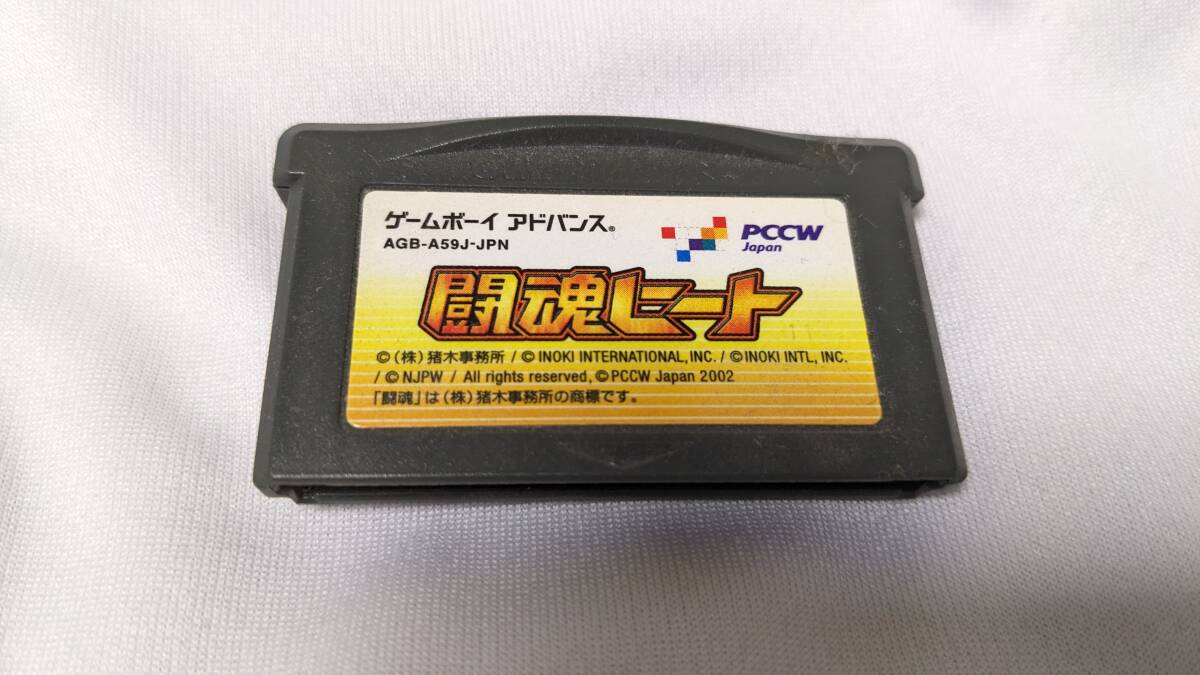 ゲームボーイ アドバンス®
AGB-A59J-JPN
PCCW
Japan
闘魂ヒート
©(株)猪木事務所 / © INOKI INTERNATIONAL, INC. / © INOKI INTL, INC.
/ © NJPW / All rights reserved, © PCCW Japan 2002
「闘魂」は(株)猪木事務所の商標です。